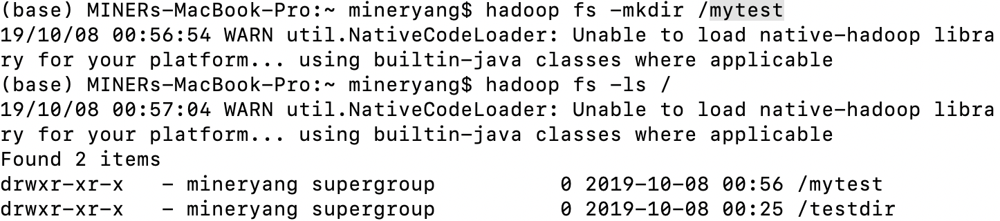 (base) MINERs-MacBook-Pro:~ mineryang$ hadoop fs -mkdir /mytest
19/10/08 00:56:54 WARN util.NativeCodeLoader: Unable to load native-hadoop libra
ry for your platform... using builtin-java classes where applicable
(base) MINERs-MacBook-Pro:~ mineryang$ hadoop fs -ls /
19/10/08 00:57:04 WARN util.NativeCodeLoader: Unable to load native-hadoop libra
ry for your platform... using builtin-java classes where applicable
Found 2 items
drwxr-xr-x   - mineryang supergroup          0 2019-10-08 00:56 /mytest
drwxr-xr-x   - mineryang supergroup          0 2019-10-08 00:25 /testdir